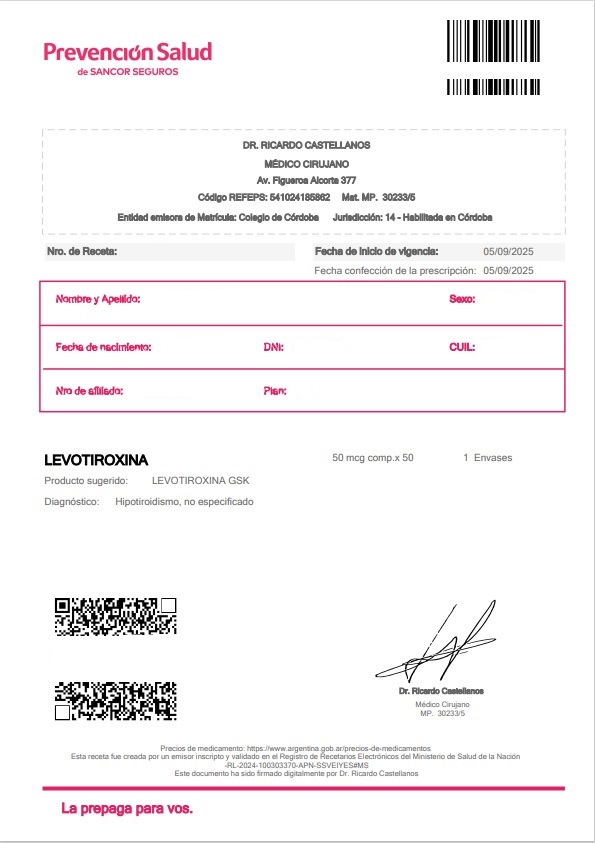 Prevención Salud
de SANCOR SEGUROS
DR. RICARDO CASTELLANOS
MÉDICO CIRUJANO
Av. Figueroa Alcorta 377
Código REFEPS: 541024185862 Mat. MP. 30233/5
Entidad emisora de Matrícula: Colegio de Córdoba Jurisdicción: 14 - Habilitada en Córdoba
Nro. de Receta: Fecha de inicio de vigencia: 05/09/2025
Fecha confección de la prescripción: 05/09/2025
Nombre y Apellido: Sexo:
Fecha de nacimiento: DNI: CUIL:
Nro de afiliado: Plan:
LEVOTIROXINA 50 mcg comp.x 50 1 Envases
Producto sugerido: LEVOTIROXINA GSK
Diagnóstico: Hipotiroidismo, no especificado
Dr. Ricardo Castellanos
Médico Cirujano
MP. 30233/5
Precios de medicamento: https://www.argentina.gob.ar/precios-de-medicamentos
Esta receta fue creada por un emisor inscripto y validado en el Registro de Recetarios Electrónicos del Ministerio de Salud de la Nación
-RL-2024-100303370-APN-SSVEIYES#MS
Este documento ha sido firmado digitalmente por Dr. Ricardo Castellanos
La prepaga para vos.